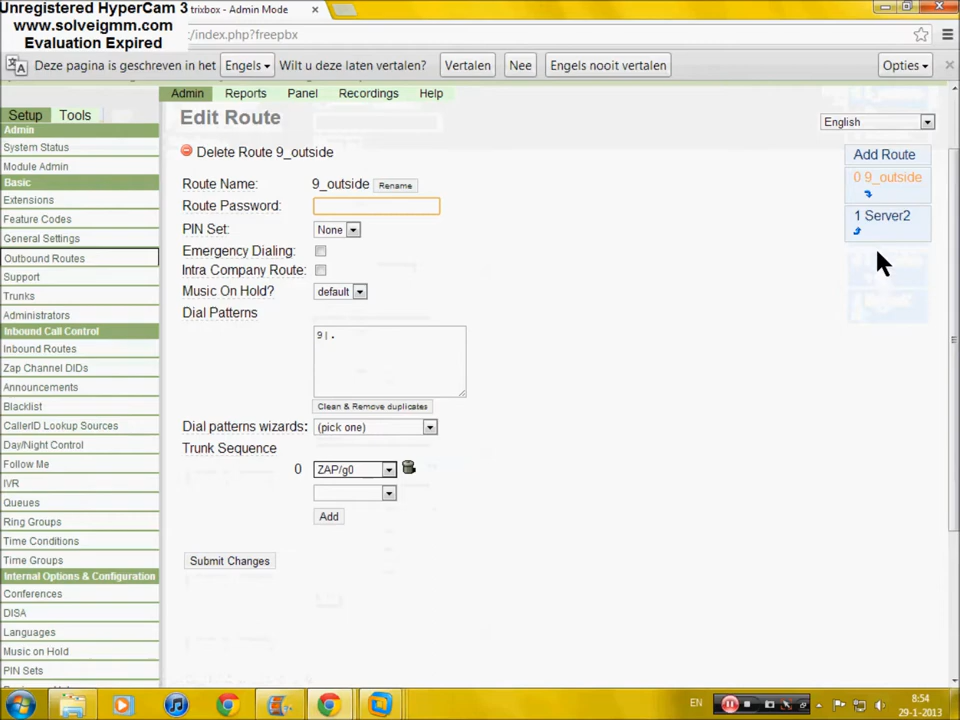 Unregistered HyperCam 3
www.solveigmm.com
Evaluation Expired
trixbox - Admin Mode
/index.php?freepbx
Deze pagina is geschreven in het Engels Wilt u deze laten vertalen? Vertalen Nee Engels nooit vertalen Opties
Admin Reports Panel Recordings Help
Setup Tools
English
Admin
System Status
Module Admin
Basic
Extensions
Feature Codes
General Settings
Outbound Routes
Support
Trunks
Administrators
Inbound Call Control
Inbound Routes
Zap Channel DIDs
Announcements
Blacklist
CallerID Lookup Sources
Day/Night Control
Follow Me
IVR
Queues
Ring Groups
Time Conditions
Time Groups
Internal Options & Configuration
Conferences
DISA
Languages
Music on Hold
PIN Sets
Edit Route
Delete Route 9_outside
Route Name: 9_outside Rename
Route Password:
PIN Set: None
Emergency Dialing:
Intra Company Route:
Music On Hold? default
Dial Patterns
9|.
Clean & Remove duplicates
Dial patterns wizards: (pick one)
Trunk Sequence
0 ZAP/g0
Add
Submit Changes
Add Route
0 9_outside
1 Server2
EN
8:54
29-1-2013